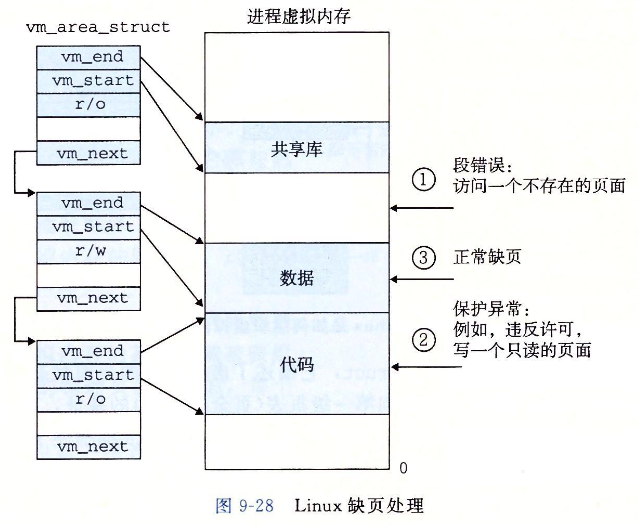 进程虚拟内存
vm_area_struct
vm_end
vm_start
r/o
vm_next
共享库
① 段错误：
访问一个不存在的页面
vm_end
vm_start
r/w
vm_next
数据
③ 正常缺页
vm_end
vm_start
r/o
vm_next
代码
② 保护异常：
例如，违反许可，
写一个只读的页面
0
图 9-28 Linux 缺页处理